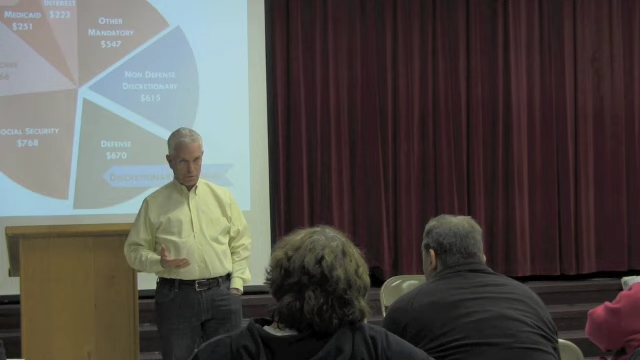 INTEREST
$223
MEDICAID
$251
OTHER
MANDATORY
$547
NON DEFENSE
DISCRETIONARY
$615
SOCIAL SECURITY
$768
DEFENSE
$670